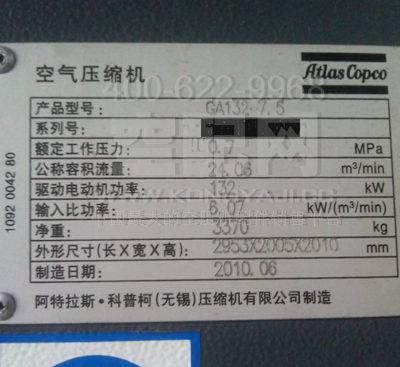 Atlas Copco
空气压缩机
400-622-9968
产品型号: GA132-7.5
系列号:
额定工作压力: 0.7 MPa
公称容积流量: 24.06 m³/min
驱动电动机功率: 132 kW
输入比功率: 6.07 kW/(m³/min)
净重: 3370 kg
外形尺寸(长X宽X高): 2953X2005X2010 mm
制造日期: 2010.06
阿特拉斯·科普柯(无锡)压缩机有限公司制造
1092 0042 80